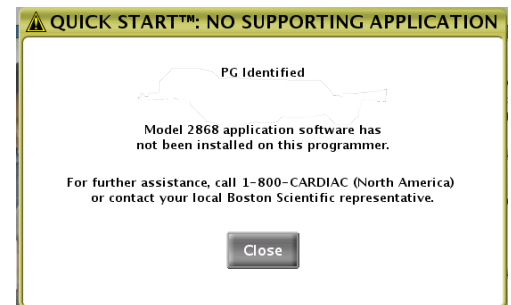 QUICK START™: NO SUPPORTING APPLICATION
PG Identified
Model 2868 application software has
not been installed on this programmer.
For further assistance, call 1-800-CARDIAC (North America)
or contact your local Boston Scientific representative.
Close